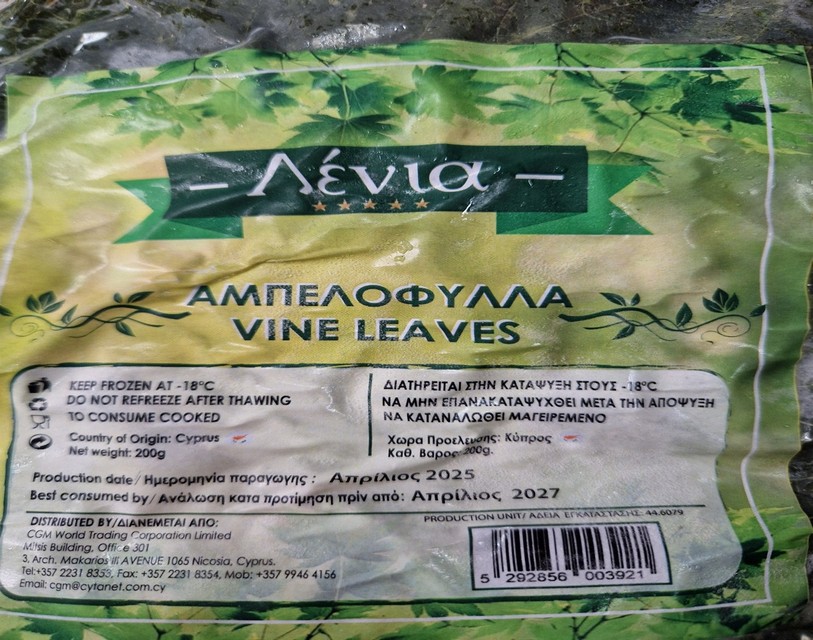 – Λένια –
ΑΜΠΕΛΟΦΥΛΛΑ
VINE LEAVES
KEEP FROZEN AT -18°C
DO NOT REFREEZE AFTER THAWING
TO CONSUME COOKED
Country of Origin: Cyprus
Net weight: 200g
ΔΙΑΤΗΡΕΙΤΑΙ ΣΤΗΝ ΚΑΤΑΨΥΞΗ ΣΤΟΥΣ -18°C
ΝΑ ΜΗΝ ΕΠΑΝΑΚΑΤΑΨΥΧΘΕΙ ΜΕΤΑ ΤΗΝ ΑΠΟΨΥΞΗ
ΝΑ ΚΑΤΑΝΑΛΩΘΕΙ ΜΑΓΕΙΡΕΜΕΝΟ
Χωρα Προελευσης: Κύπρος
Καθ. Βαρος 200g.
Production date/ Ημερομηνία παραγωγης : Απρίλιος 2025
Best consumed by/ Ανάλωση κατα προτίμηση πρίν από: Απρίλιος 2027
PRODUCTION UNIT/ ΑΔΕΙΑ ΕΓΚΑΤΑΣΤΑΣΗΣ: 44.6079
DISTRIBUTED BY/ΔΙΑΝΕΜΕΤΑΙ ΑΠΟ:
CGM World Trading Corporation Limited
Mitsis Building, Office 301
3, Arch. Makarios III AVENUE 1065 Nicosia, Cyprus.
Tel:+357 2231 8353, Fax: +357 2231 8354, Mob: +357 9946 4156
Email: cgm@cytanet.com.cy
5 292856 003921